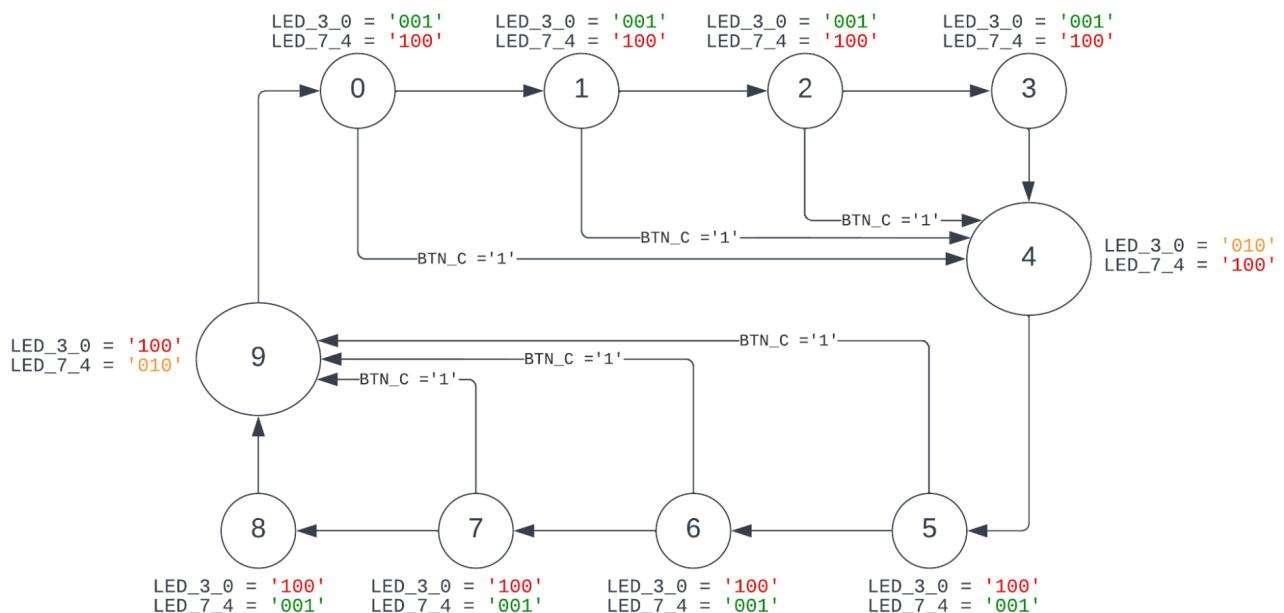 LED_3_0 = '001'
LED_7_4 = '100'
LED_3_0 = '001'
LED_7_4 = '100'
LED_3_0 = '001'
LED_7_4 = '100'
LED_3_0 = '001'
LED_7_4 = '100'
0
1
2
3
BTN_C ='1'
BTN_C ='1'
BTN_C ='1'
4
LED_3_0 = '010'
LED_7_4 = '100'
LED_3_0 = '100'
LED_7_4 = '010'
9
BTN_C ='1'
BTN_C ='1'
BTN_C ='1'
8
7
6
5
LED_3_0 = '100'
LED_7_4 = '001'
LED_3_0 = '100'
LED_7_4 = '001'
LED_3_0 = '100'
LED_7_4 = '001'
LED_3_0 = '100'
LED_7_4 = '001'